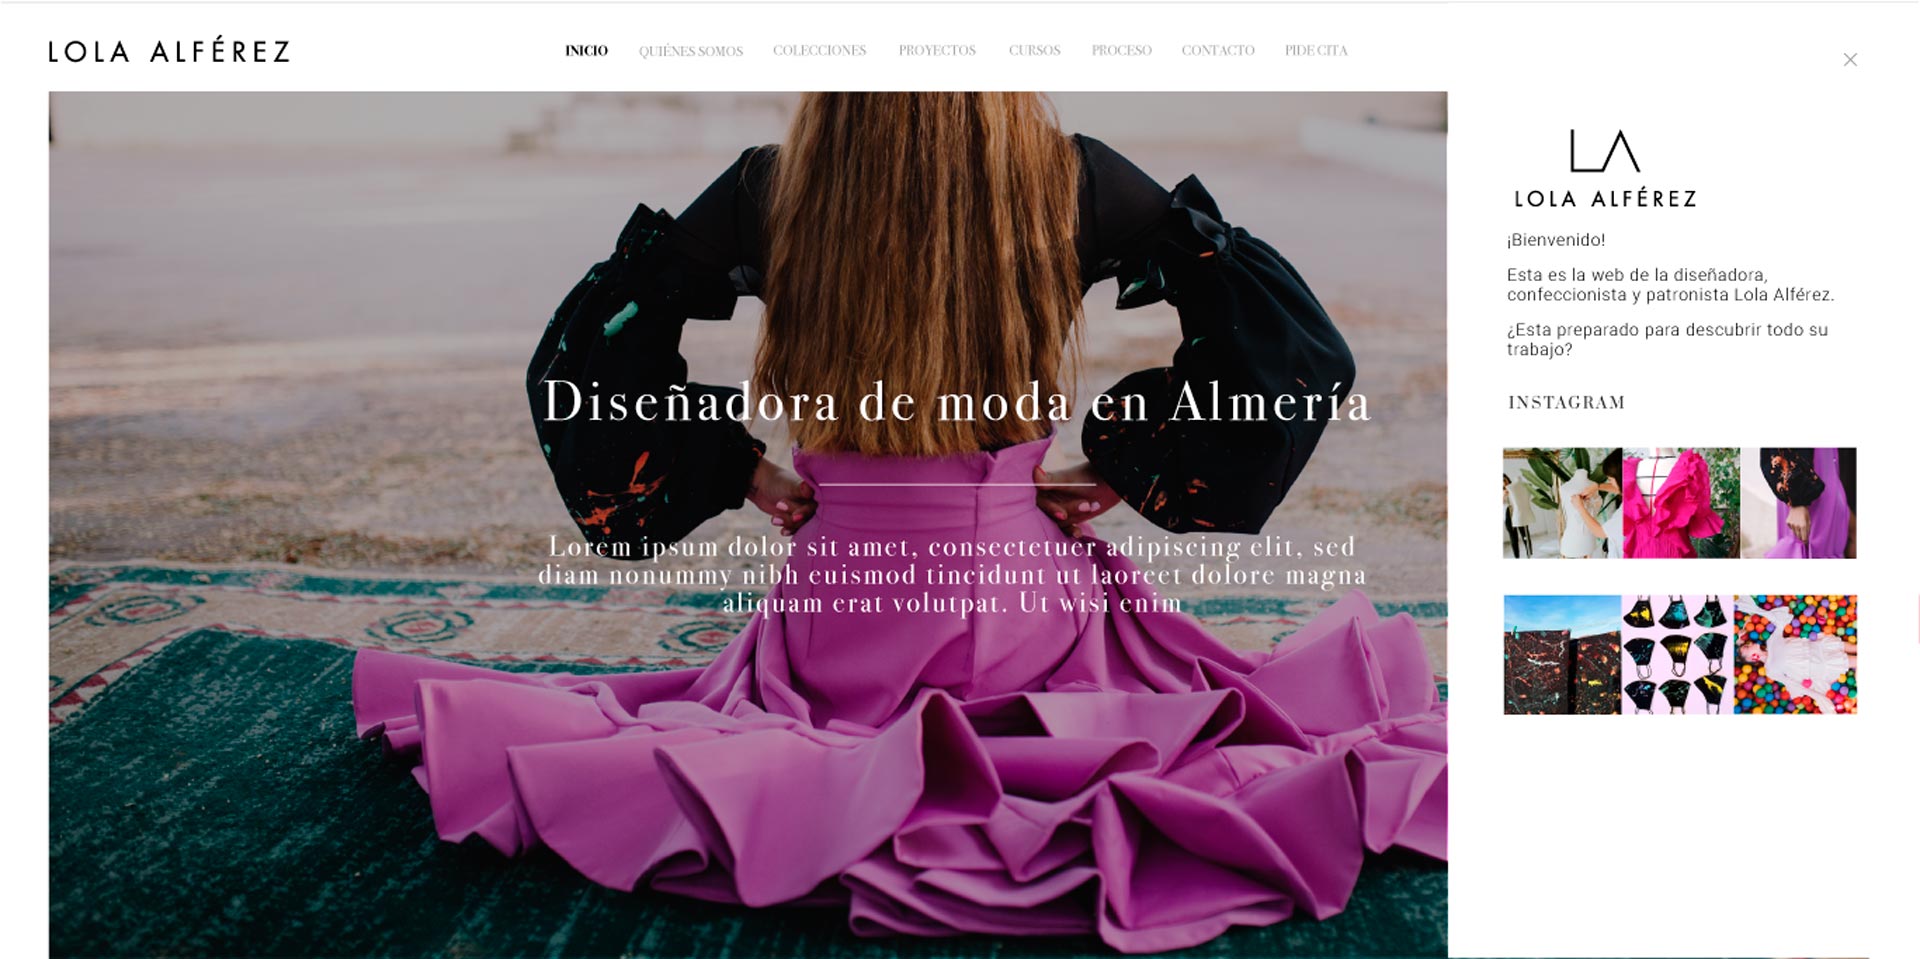 LOLA ALFÉREZ
INICIO
QUIÉNES SOMOS
COLECCIONES
PROYECTOS
CURSOS
PROCESO
CONTACTO
PIDE CITA
Diseñadora de moda en Almería
Lorem ipsum dolor sit amet, consectetuer adipiscing elit, sed
diam nonummy nibh euismod tincidunt ut laoreet dolore magna
aliquam erat volutpat. Ut wisi enim
LA
LOLA ALFÉREZ
¡Bienvenido!
Esta es la web de la diseñadora,
confeccionista y patronista Lola Alférez.
¿Esta preparado para descubrir todo su
trabajo?
INSTAGRAM